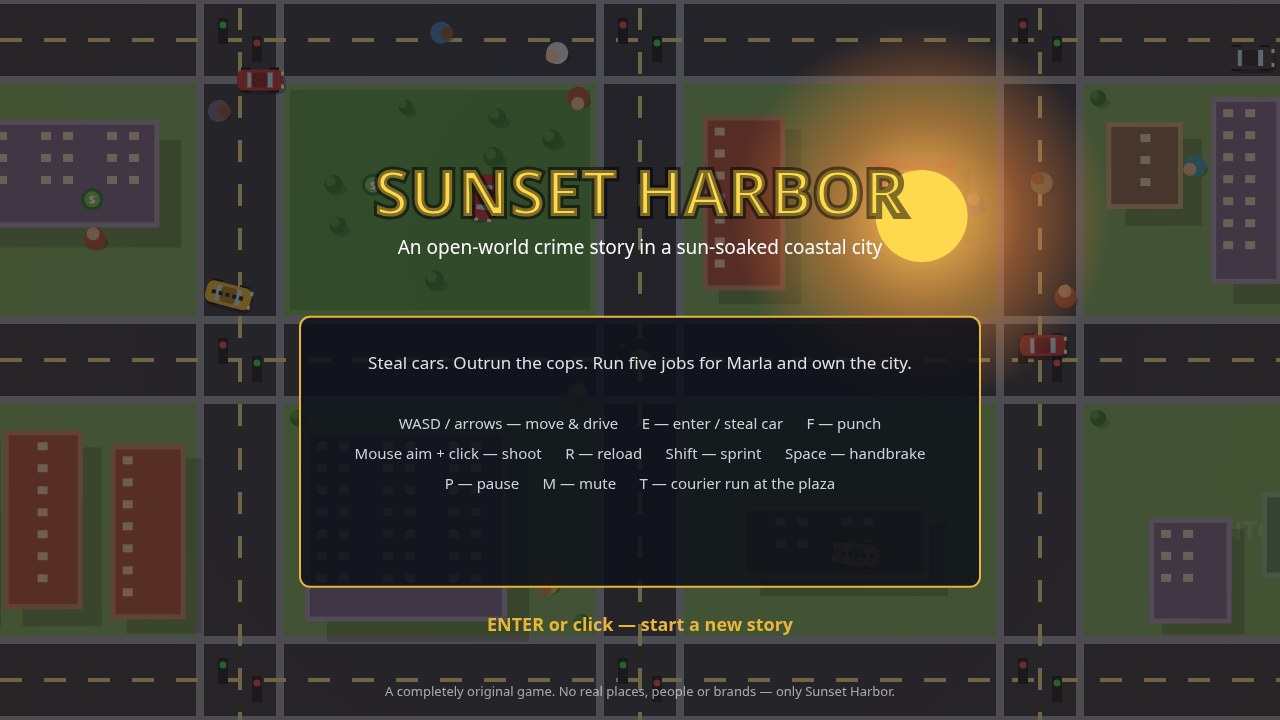 SUNSET HARBOR
An open-world crime story in a sun-soaked coastal city
Steal cars. Outrun the cops. Run five jobs for Marla and own the city.
WASD / arrows — move & drive E — enter / steal car F — punch
Mouse aim + click — shoot R — reload Shift — sprint Space — handbrake
P — pause M — mute T — courier run at the plaza
ENTER or click — start a new story
A completely original game. No real places, people or brands — only Sunset Harbor.